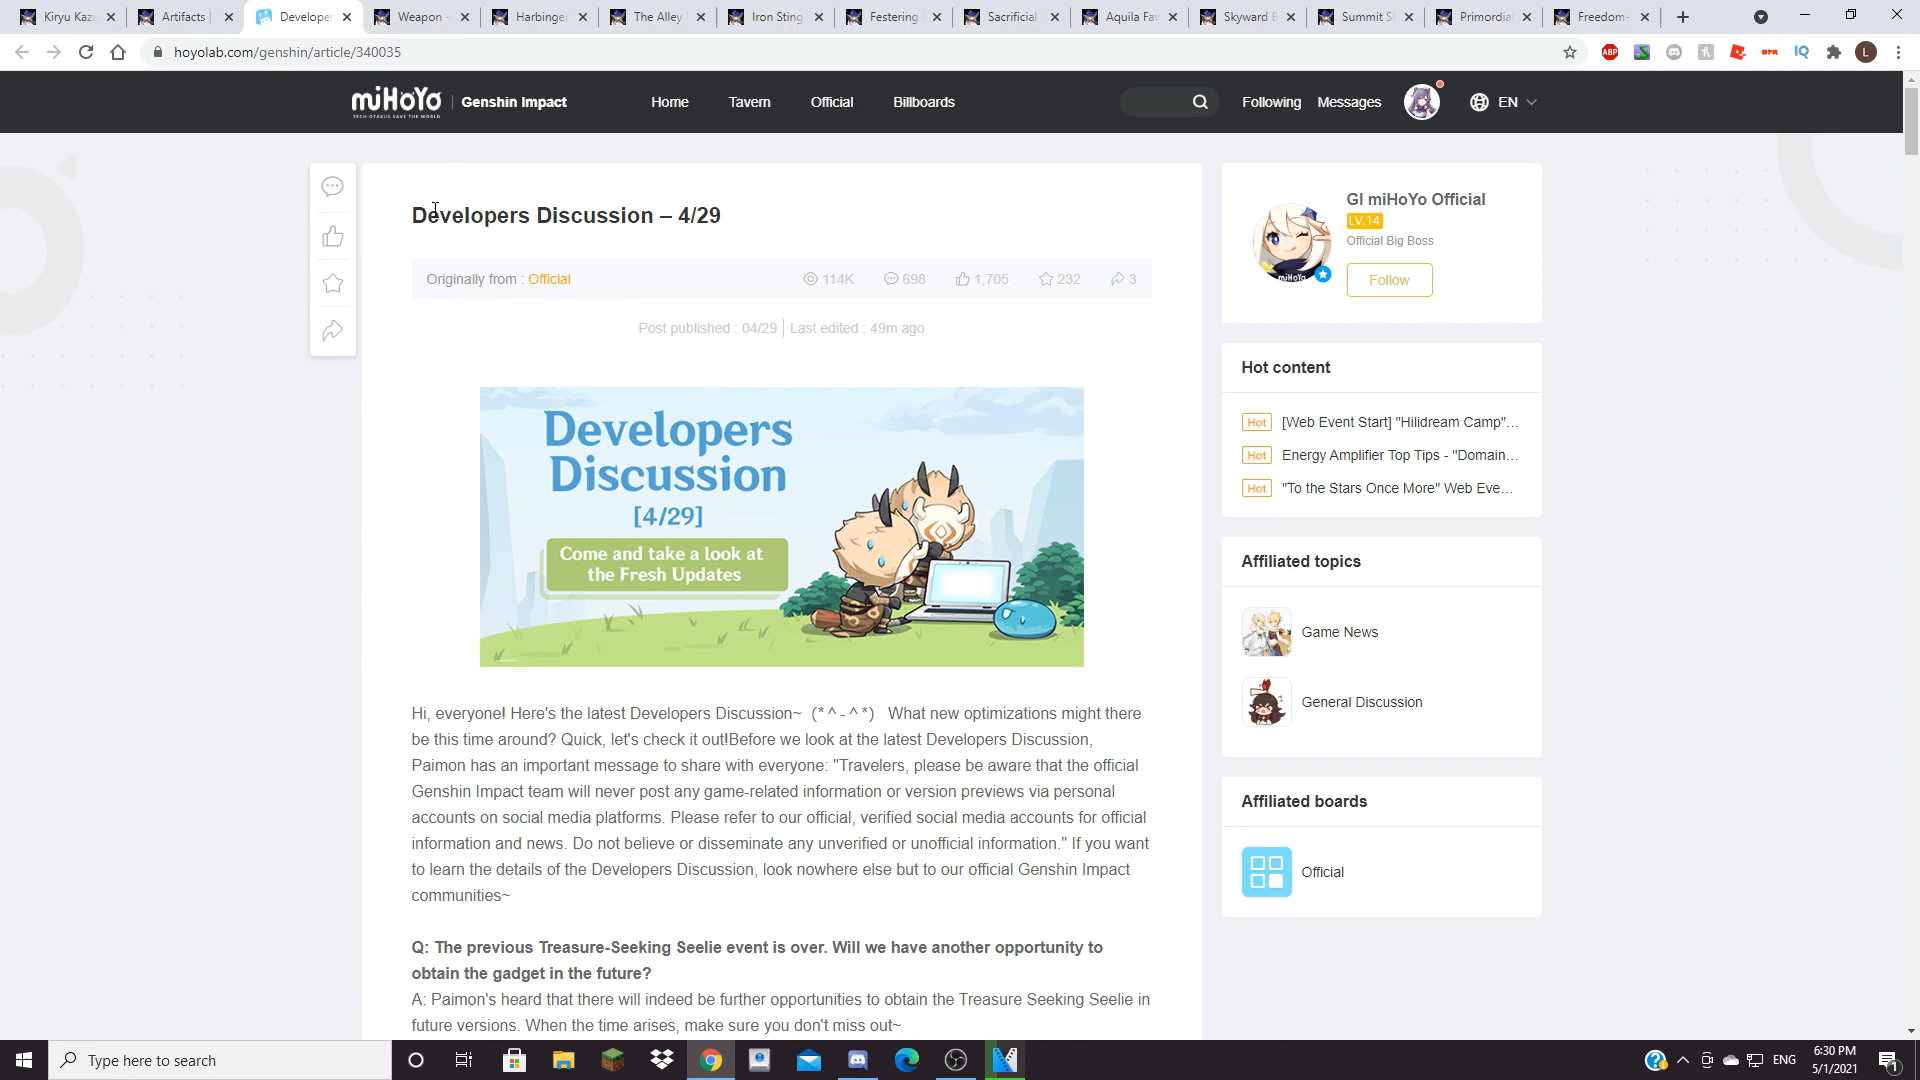 Kiryu Kazu
Artifacts |
Developer
Weapon -
Harbinger
The Alley
Iron Sting
Festering
Sacrificial
Aquila Fav
Skyward B
Summit S
Primordia
Freedom-
hoyolab.com/genshin/article/340035
ABP
BTR
IQ
L
miHoYo
TECH OTAKUS SAVE THE WORLD
Genshin Impact
Home
Tavern
Official
Billboards
Following
Messages
EN
Developers Discussion – 4/29
Originally from : Official
114K
698
1,705
232
3
Post published : 04/29
Last edited : 49m ago
Developers
Discussion
[4/29]
Come and take a look at
the Fresh Updates
Hi, everyone! Here's the latest Developers Discussion~ (*^-^*) What new optimizations might there
be this time around? Quick, let's check it out!Before we look at the latest Developers Discussion,
Paimon has an important message to share with everyone: "Travelers, please be aware that the official
Genshin Impact team will never post any game-related information or version previews via personal
accounts on social media platforms. Please refer to our official, verified social media accounts for official
information and news. Do not believe or disseminate any unverified or unofficial information." If you want
to learn the details of the Developers Discussion, look nowhere else but to our official Genshin Impact
communities~
Q: The previous Treasure-Seeking Seelie event is over. Will we have another opportunity to
obtain the gadget in the future?
A: Paimon's heard that there will indeed be further opportunities to obtain the Treasure Seeking Seelie in
future versions. When the time arises, make sure you don't miss out~
miHoYo
GI miHoYo Official
LV.14
Official Big Boss
Follow
Hot content
Hot [Web Event Start] "Hilidream Camp"...
Hot Energy Amplifier Top Tips - "Domain...
Hot "To the Stars Once More" Web Eve...
Affiliated topics
Game News
General Discussion
Affiliated boards
Official
Type here to search
ENG
6:30 PM
5/1/2021
1